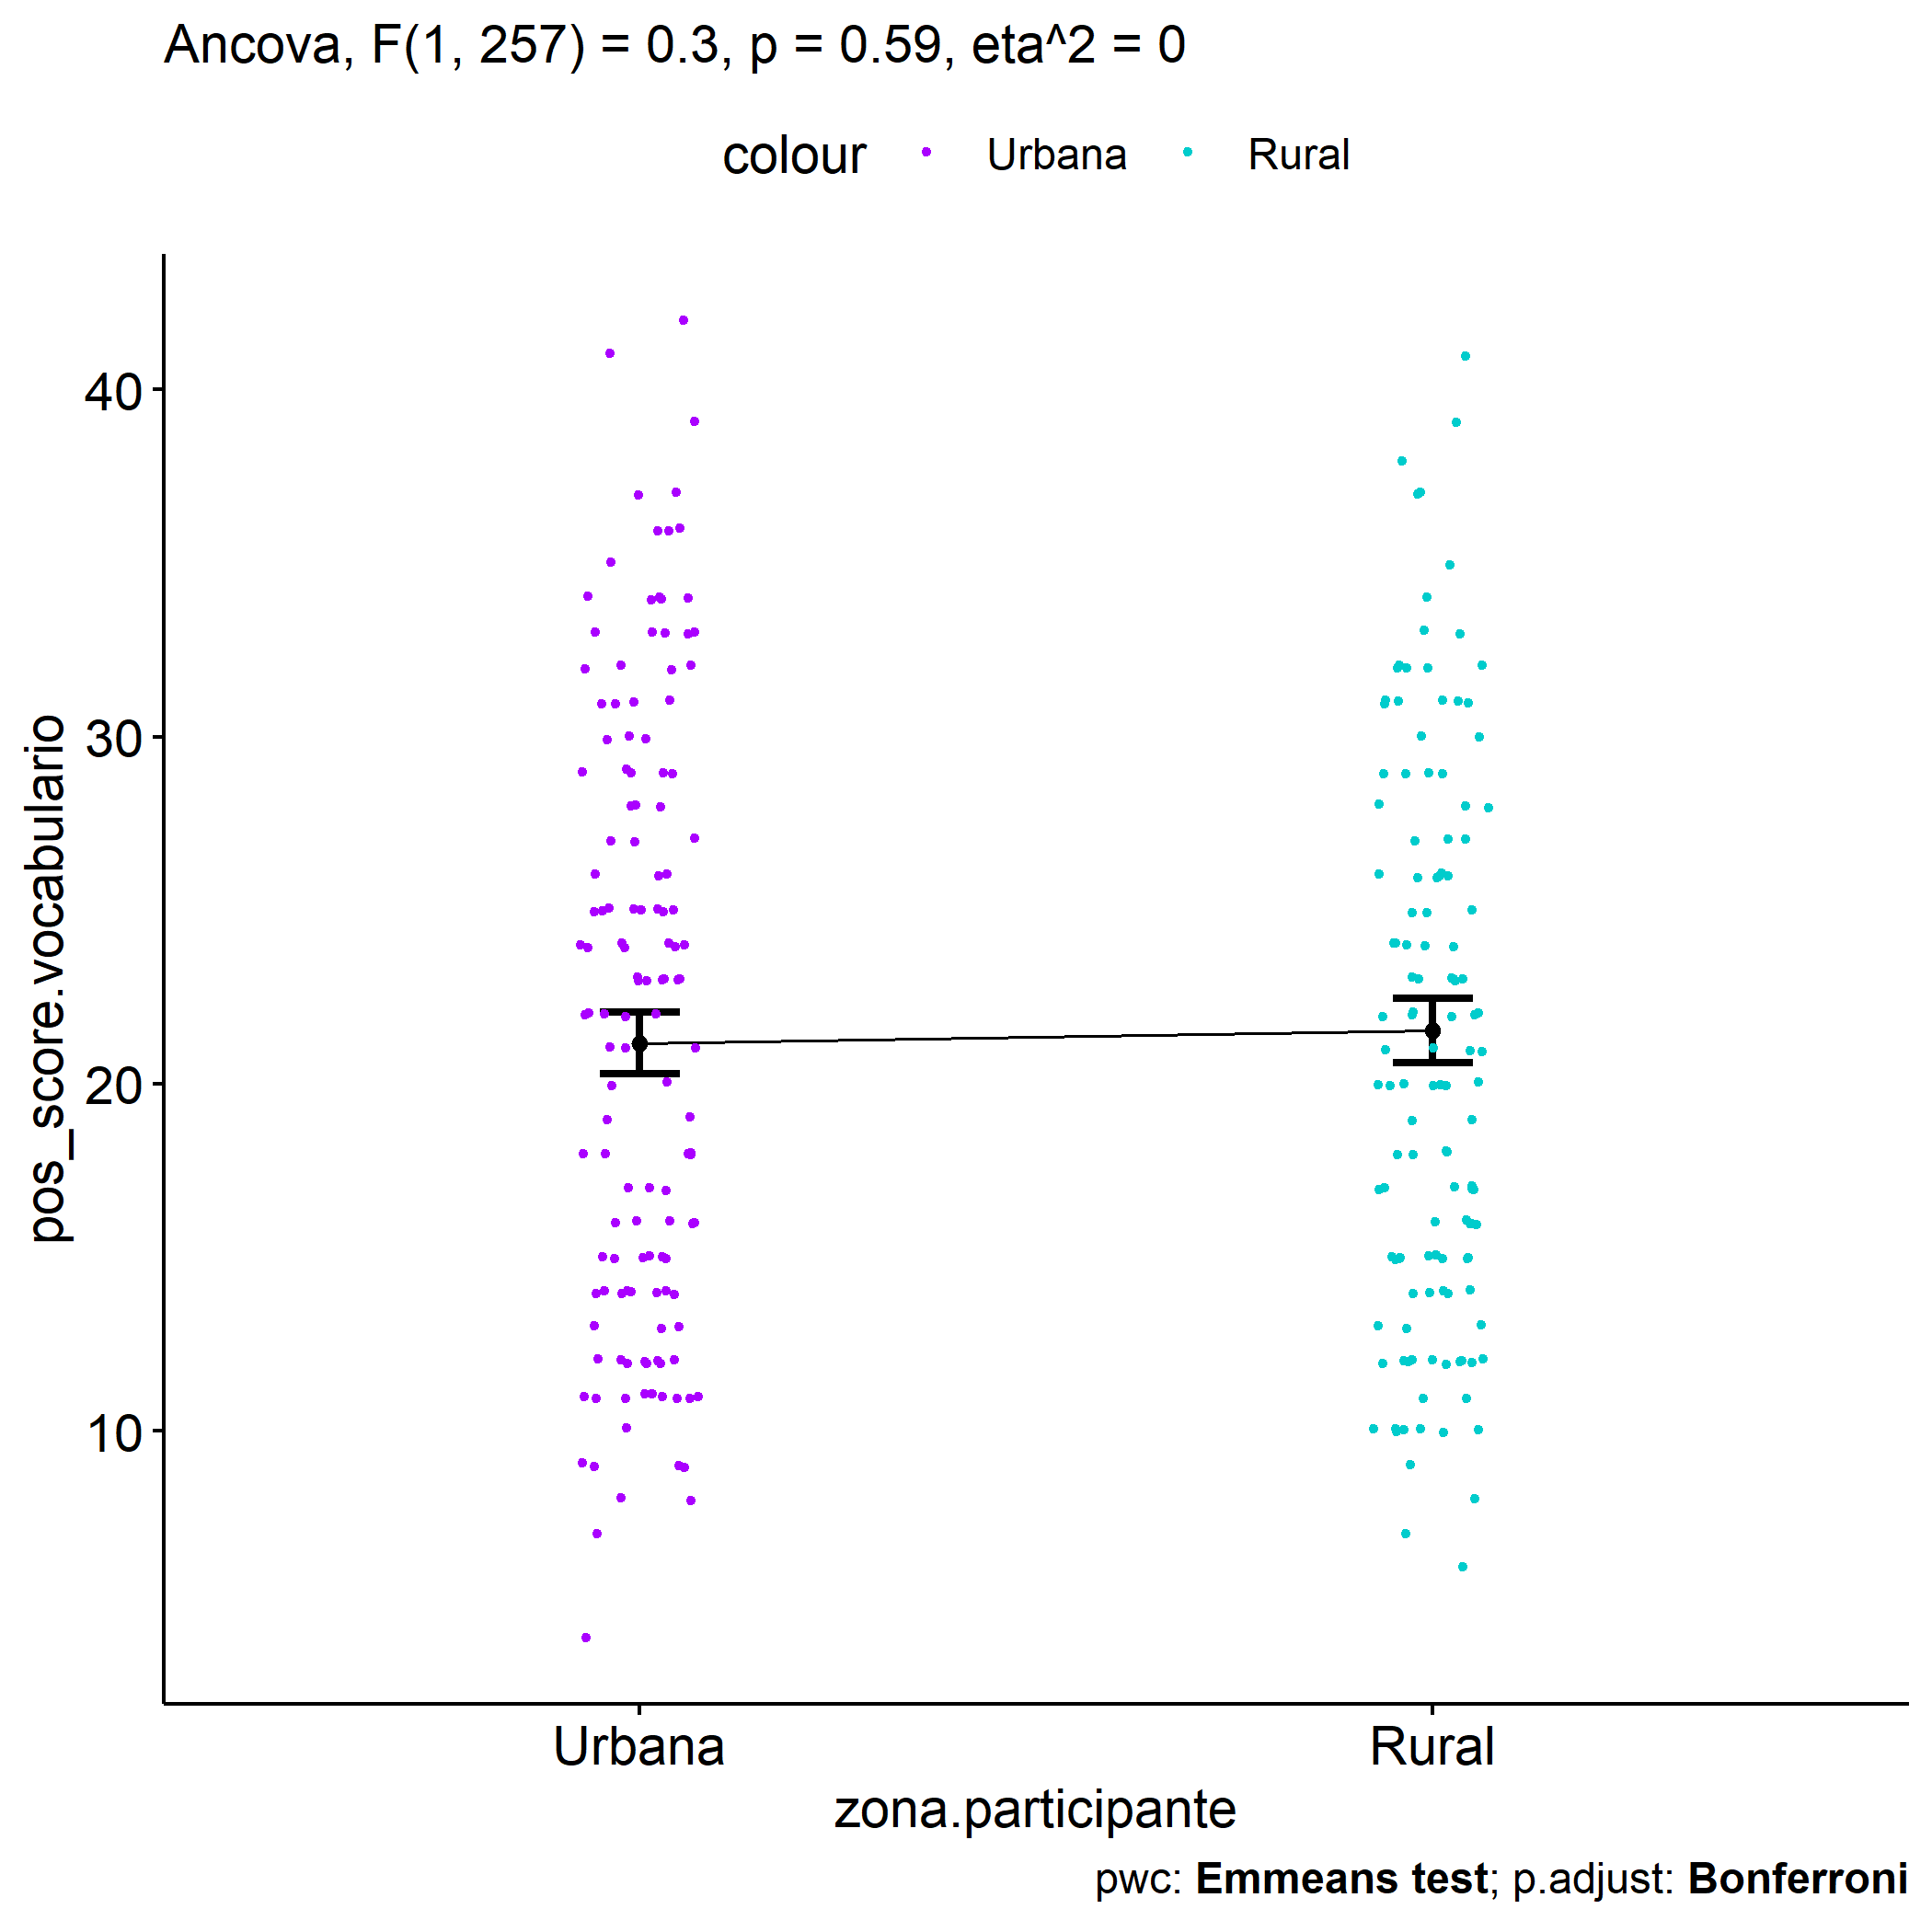 Ancova, F(1, 257) = 0.3, p = 0.59, eta^2 = 0
colour Urbana Rural
40
30
20
10
pos_score.vocabulario
Urbana Rural
zona.participante
pwc: Emmeans test; p.adjust: Bonferroni